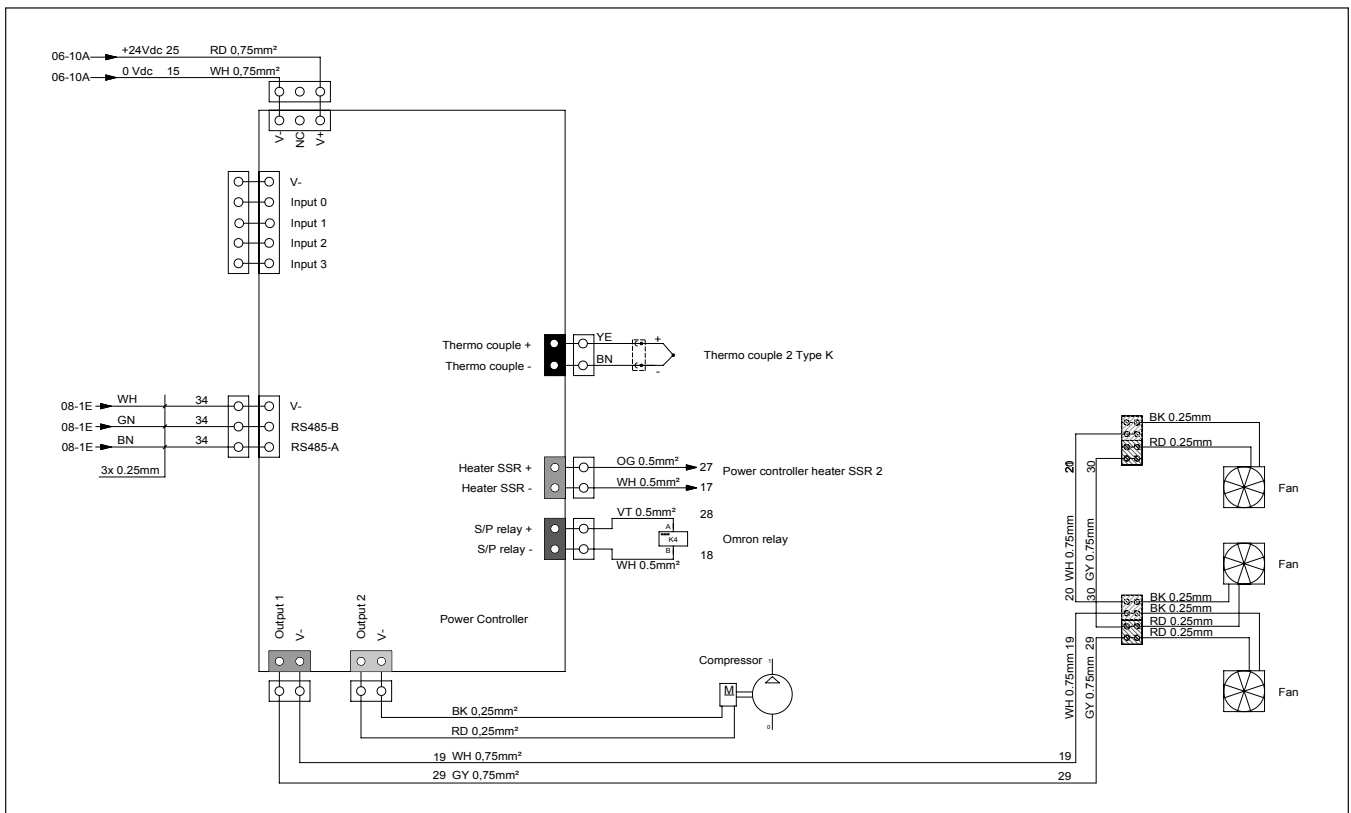 06-10A +24Vdc 25 RD 0,75mm²
06-10A 0 Vdc 15 WH 0,75mm²
V-
NC
V+
V-
Input 0
Input 1
Input 2
Input 3
Thermo couple +
Thermo couple -
YE
BN
+
-
Thermo couple 2 Type K
08-1E WH 34 V-
08-1E GN 34 RS485-B
08-1E BN 34 RS485-A
3x 0.25mm
Heater SSR +
Heater SSR -
OG 0.5mm² 27
WH 0.5mm² 17
Power controller heater SSR 2
S/P relay +
S/P relay -
VT 0.5mm² 28
A
K4
B
WH 0.5mm² 18
Omron relay
Power Controller
Output 1
V-
Output 2
V-
Compressor
1
M
0
BK 0,25mm²
RD 0,25mm²
19 WH 0,75mm² 19
29 GY 0,75mm² 29
BK 0.25mm
RD 0.25mm
Fan
20
30
WH 0.75mm
GY 0.75mm
20
30
Fan
BK 0.25mm
BK 0.25mm
RD 0.25mm
RD 0.25mm
WH 0.75mm 19
GY 0.75mm 29
Fan